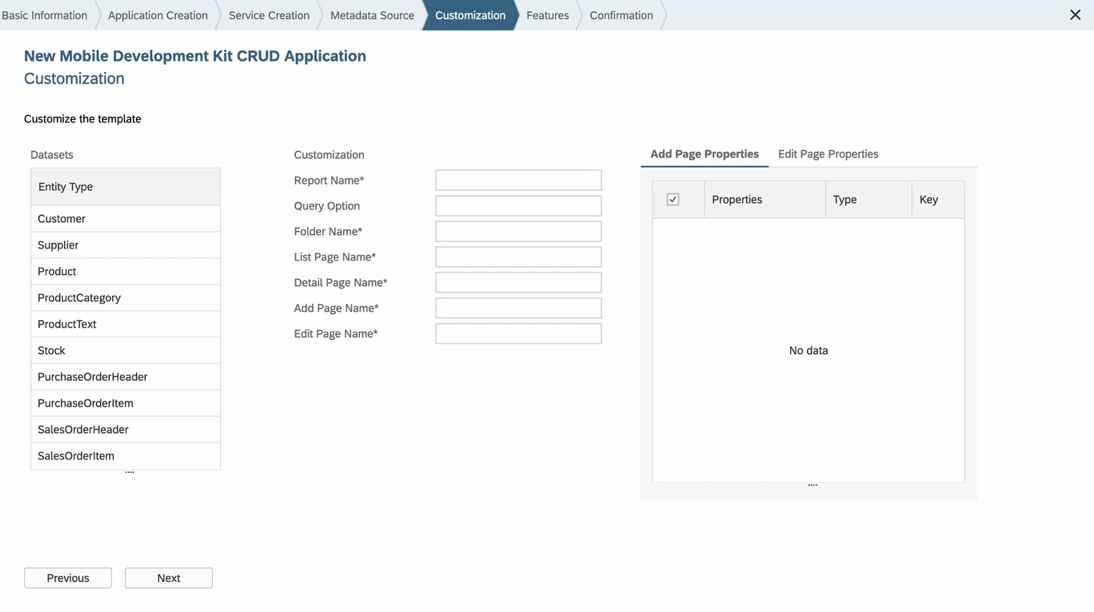 Basic Information Application Creation Service Creation Metadata Source Customization Features Confirmation
New Mobile Development Kit CRUD Application
Customization
Customize the template
Datasets
Entity Type
Customer
Supplier
Product
ProductCategory
ProductText
Stock
PurchaseOrderHeader
PurchaseOrderItem
SalesOrderHeader
SalesOrderItem
Customization
Report Name*
Query Option
Folder Name*
List Page Name*
Detail Page Name*
Add Page Name*
Edit Page Name*
Add Page Properties Edit Page Properties
Properties Type Key
No data
Previous Next